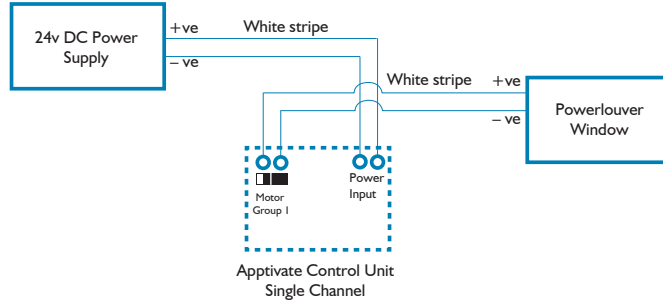 24v DC Power
Supply
+ve
White stripe
– ve
White stripe
+ve
– ve
Powerlouver
Window
Motor
Group 1
Power
Input
Apptivate Control Unit
Single Channel